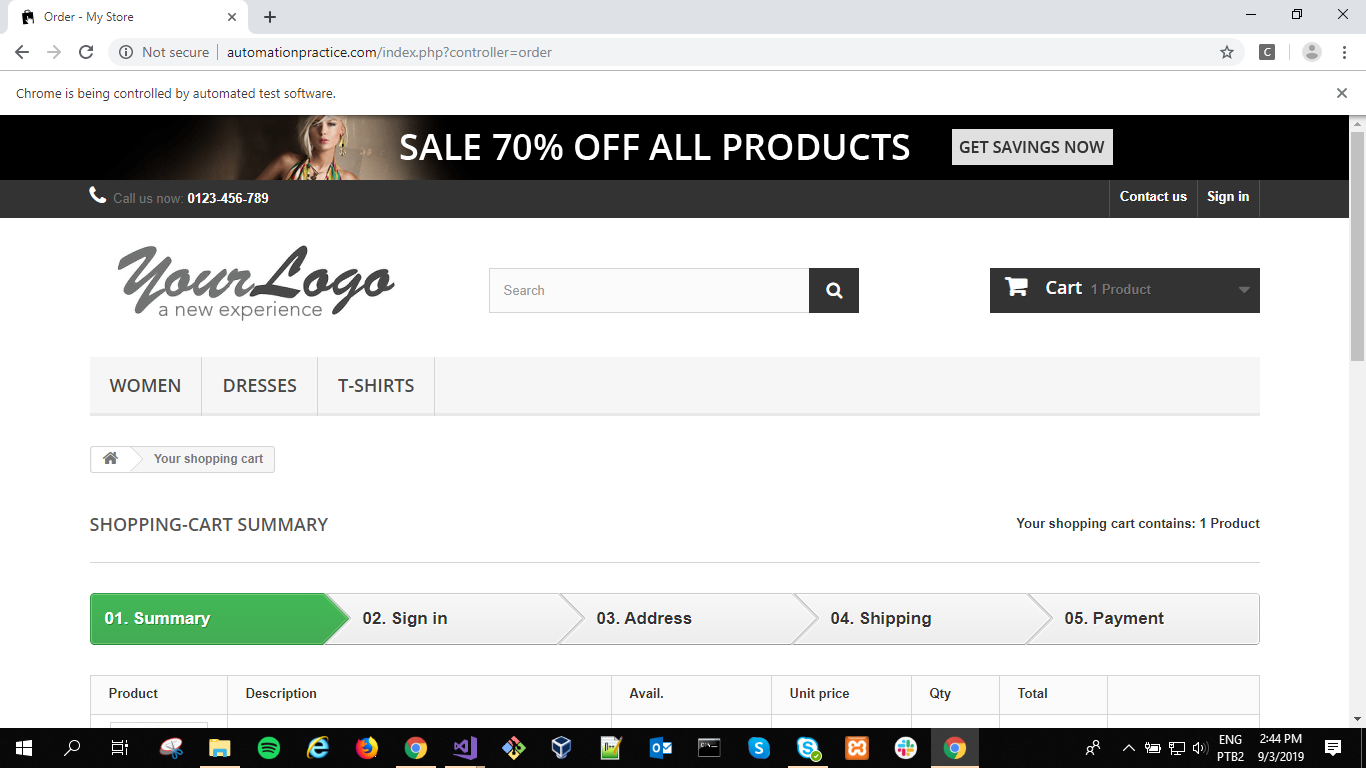 Order - My Store
Not secure
automationpractice.com/index.php?controller=order
C
Chrome is being controlled by automated test software.
SALE 70% OFF ALL PRODUCTS
GET SAVINGS NOW
Call us now: 0123-456-789
Contact us
Sign in
YourLogo
a new experience
Search
Cart 1 Product
WOMEN
DRESSES
T-SHIRTS
Your shopping cart
SHOPPING-CART SUMMARY
Your shopping cart contains: 1 Product
01. Summary
02. Sign in
03. Address
04. Shipping
05. Payment
Product
Description
Avail.
Unit price
Qty
Total
ENG
PTB2
2:44 PM
9/3/2019